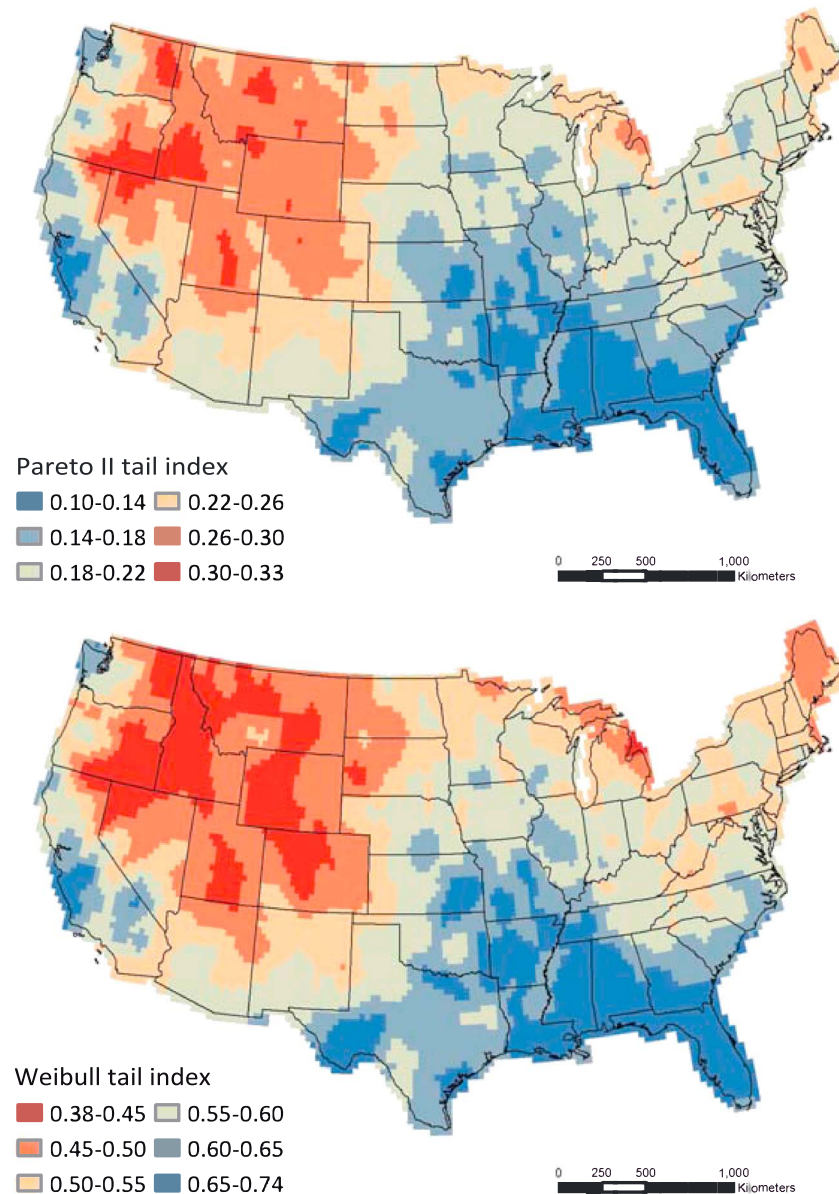 Pareto II tail index
0.10-0.14 0.22-0.26
0.14-0.18 0.26-0.30
0.18-0.22 0.30-0.33
0 250 500 1,000
Kilometers
Weibull tail index
0.38-0.45 0.55-0.60
0.45-0.50 0.60-0.65
0.50-0.55 0.65-0.74
0 250 500 1,000
Kilometers